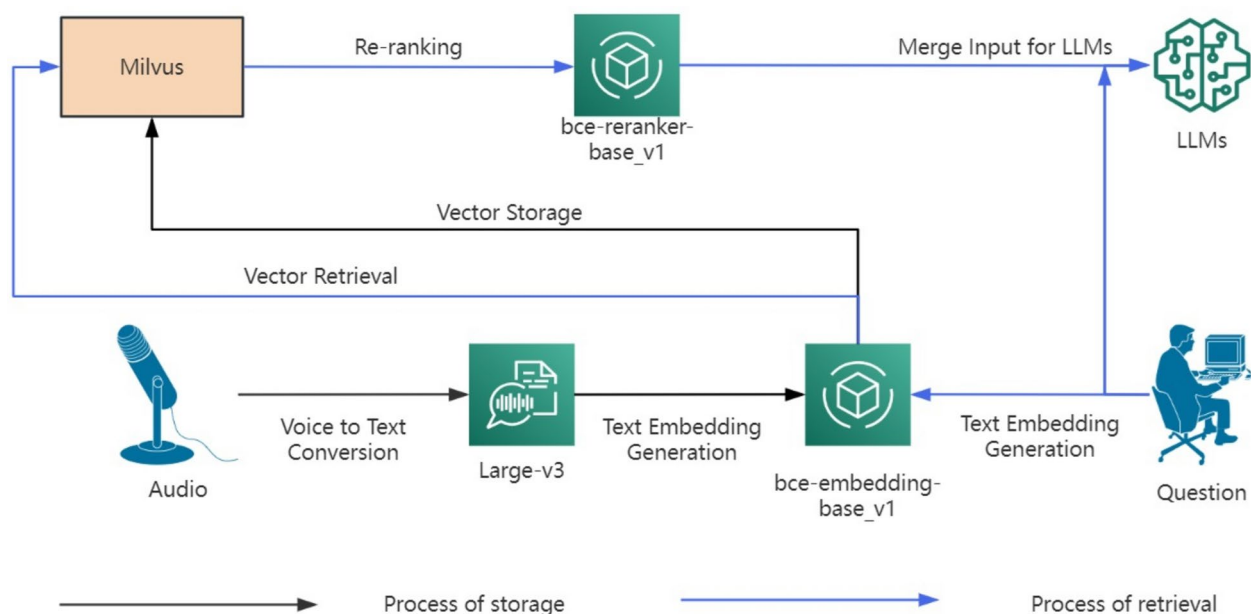 Milvus
Re-ranking
bce-reranker-
base_v1
Merge Input for LLMs
LLMs
Vector Storage
Vector Retrieval
Audio
Voice to Text
Conversion
Large-v3
Text Embedding
Generation
bce-embedding-
base_v1
Text Embedding
Generation
Question
Process of storage
Process of retrieval